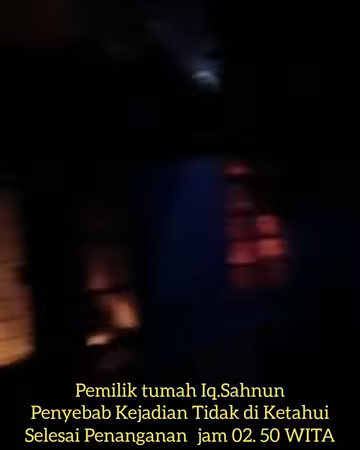 Pemilik tumah Iq.Sahnun
Penyebab Kejadian Tidak di Ketahui
Selesai Penanganan jam 02. 50 WITA